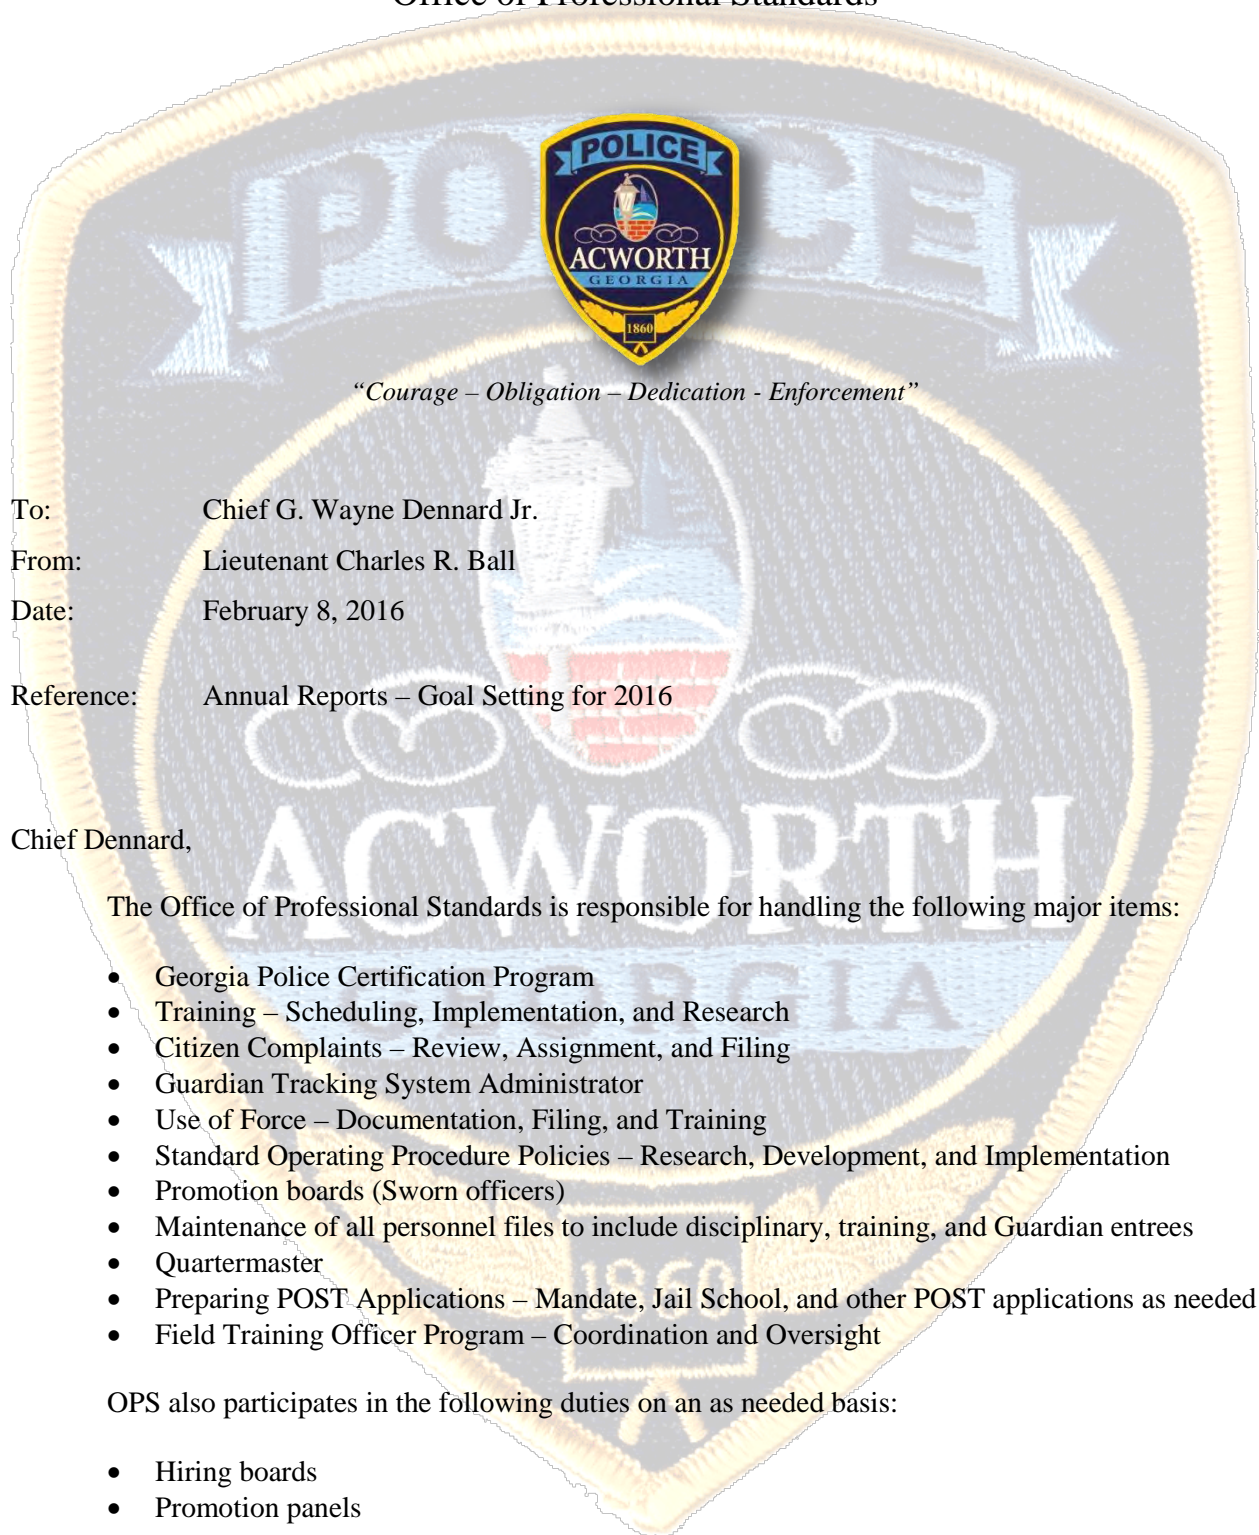 Office of Professional Standards
POLICE
ACWORTH
GEORGIA
1860
“Courage – Obligation – Dedication - Enforcement”
To: Chief G. Wayne Dennard Jr.
From: Lieutenant Charles R. Ball
Date: February 8, 2016
Reference: Annual Reports – Goal Setting for 2016
Chief Dennard,
The Office of Professional Standards is responsible for handling the following major items:
• Georgia Police Certification Program
• Training – Scheduling, Implementation, and Research
• Citizen Complaints – Review, Assignment, and Filing
• Guardian Tracking System Administrator
• Use of Force – Documentation, Filing, and Training
• Standard Operating Procedure Policies – Research, Development, and Implementation
• Promotion boards (Sworn officers)
• Maintenance of all personnel files to include disciplinary, training, and Guardian entrees
• Quartermaster
• Preparing POST Applications – Mandate, Jail School, and other POST applications as needed
• Field Training Officer Program – Coordination and Oversight
OPS also participates in the following duties on an as needed basis:
• Hiring boards
• Promotion panels
POLICE
ACWORTH
GEORGIA
1860